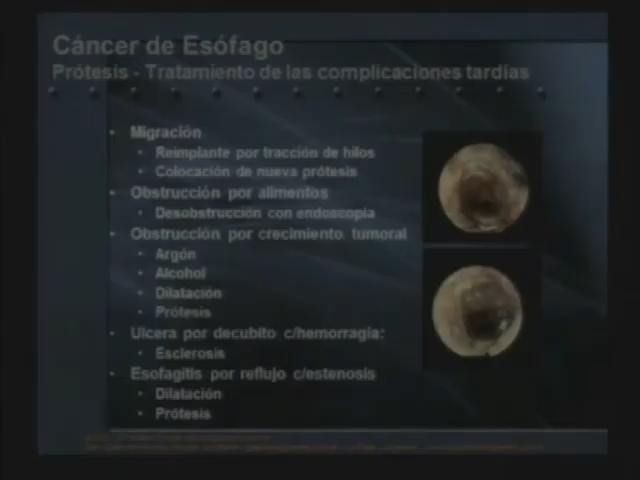 Cáncer de Esófago
Prótesis - Tratamiento de las complicaciones tardías
• Migración
• Reimplante por tracción de hilos
• Colocación de nueva prótesis
• Obstrucción por alimentos
• Desobstrucción con endoscopia
• Obstrucción por crecimiento tumoral
• Argón
• Alcohol
• Dilatación
• Prótesis
• Ulcera por decubito c/hemorragia:
• Esclerosis
• Esofagitis por reflujo c/estenosis
• Dilatación
• Prótesis